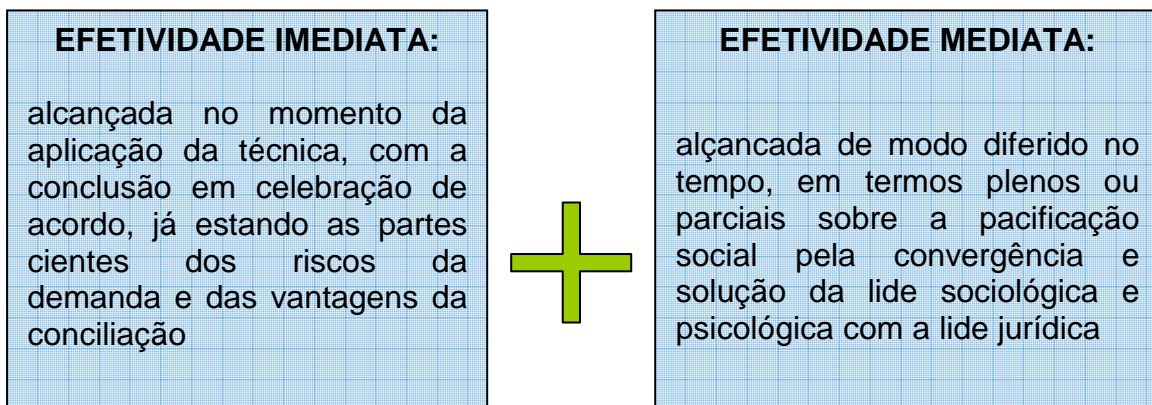 EFETIVIDADE IMEDIATA:
alcançada no momento da
aplicação da técnica, com a
conclusão em celebração de
acordo, já estando as partes
cientes dos riscos da
demanda e das vantagens da
conciliação
EFETIVIDADE MEDIATA:
alçancada de modo diferido no
tempo, em termos plenos ou
parciais sobre a pacificação
social pela convergência e
solução da lide sociológica e
psicológica com a lide jurídica